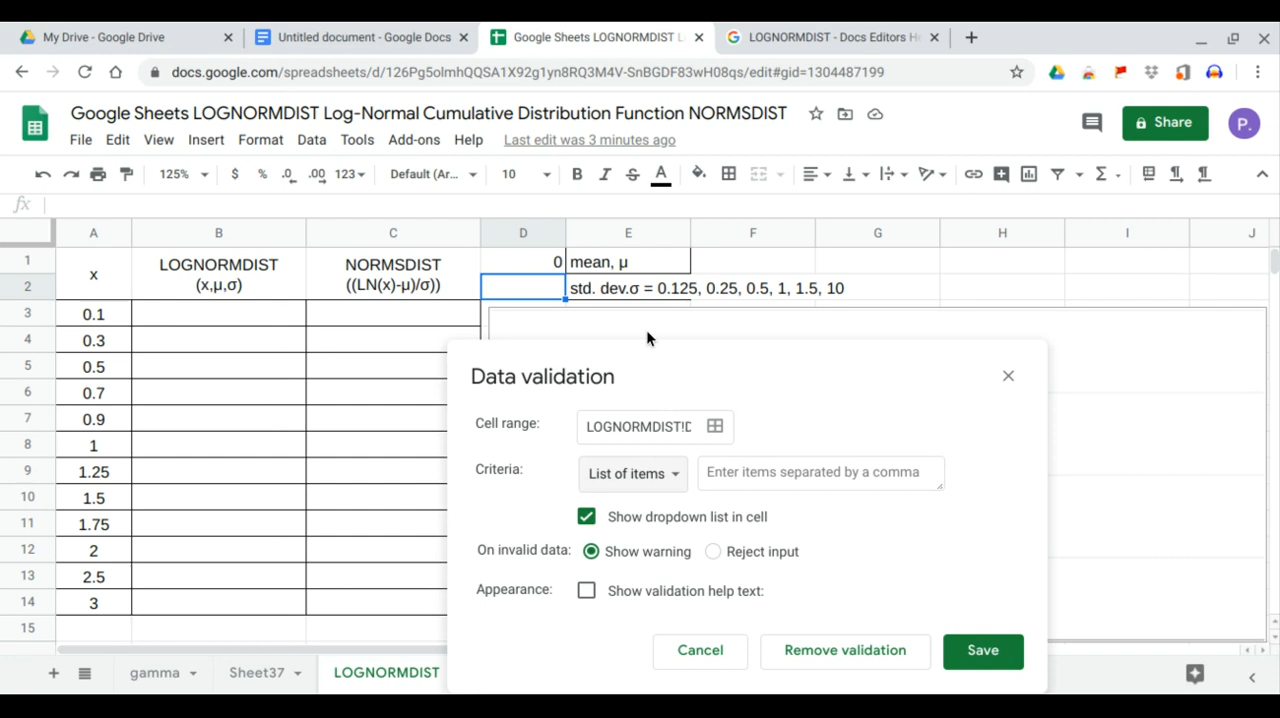 My Drive - Google Drive
Untitled document - Google Docs
Google Sheets LOGNORMDIST L
LOGNORMDIST - Docs Editors He
docs.google.com/spreadsheets/d/126Pg5olmhQQSA1X92g1yn8RQ3M4V-SnBGDF83wH08qs/edit#gid=1304487199
Google Sheets LOGNORMDIST Log-Normal Cumulative Distribution Function NORMSDIST
Share
P.
File Edit View Insert Format Data Tools Add-ons Help Last edit was 3 minutes ago
125% $ % .0 .00 123 Default (Ar... 10 B I S A
fx
A B C D E F G H I J
1 x LOGNORMDIST NORMSDIST 0 mean, μ
2 (x,μ,σ) ((LN(x)-μ)/σ)) std. dev.σ = 0.125, 0.25, 0.5, 1, 1.5, 10
3 0.1
4 0.3
5 0.5
6 0.7
7 0.9
8 1
9 1.25
10 1.5
11 1.75
12 2
13 2.5
14 3
15
Data validation
Cell range: LOGNORMDIST!D
Criteria: List of items Enter items separated by a comma
Show dropdown list in cell
On invalid data: Show warning Reject input
Appearance: Show validation help text:
Cancel Remove validation Save
gamma Sheet37 LOGNORMDIST